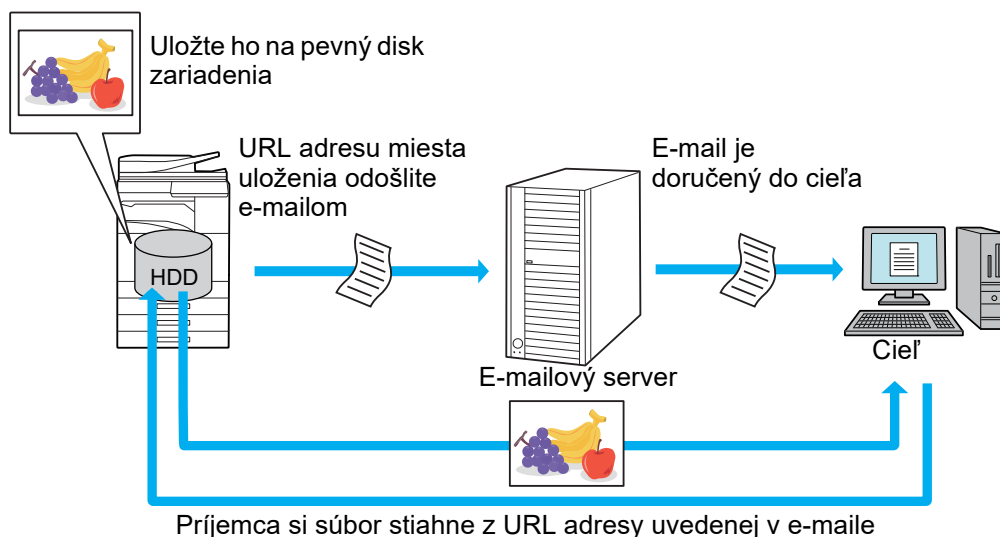 Uložte ho na pevný disk
zariadenia
URL adresu miesta
uloženia odošlite
e-mailom
E-mail je
doručený do cieľa
HDD
E-mailový server
Cieľ
Príjemca si súbor stiahne z URL adresy uvedenej v e-maile